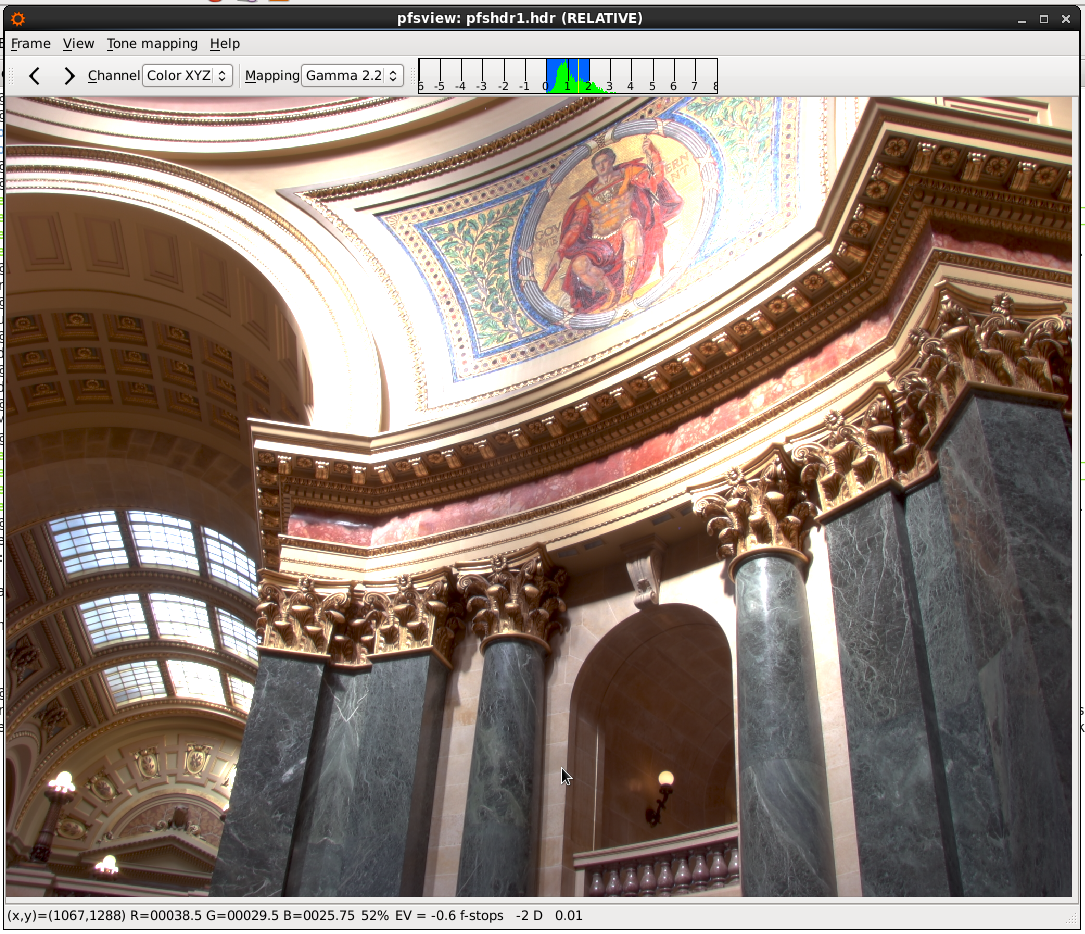 pfsview: pfshdr1.hdr (RELATIVE)
Frame View Tone mapping Help
Channel Color XYZ Mapping Gamma 2.2
-5 -4 -3 -2 -1 0 1 2 3 4 5 6 7 8
GOV ERN
(x,y)=(1067,1288) R=00038.5 G=00029.5 B=0025.75 52% EV = -0.6 f-stops -2 D 0.01